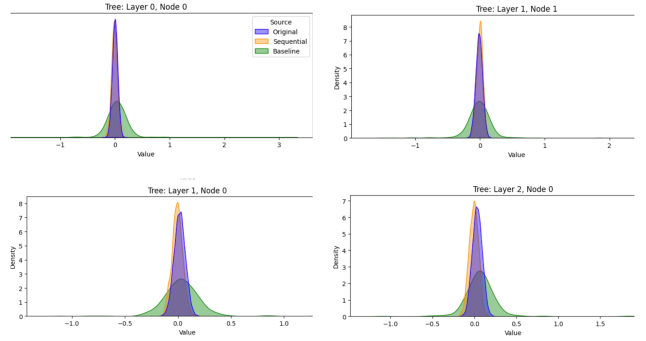 Tree: Layer 0, Node 0
Source
Original
Sequential
Baseline
−1 0 1 2 3
Value
Tree: Layer 1, Node 1
Density
8
7
6
5
4
3
2
1
0
−1 0 1 2
Value
Tree: Layer 1, Node 0
Density
8
7
6
5
4
3
2
1
0
−1.0 −0.5 0.0 0.5 1.0
Value
Tree: Layer 2, Node 0
Density
7
6
5
4
3
2
1
0
−1.0 −0.5 0.0 0.5 1.0 1.5
Value